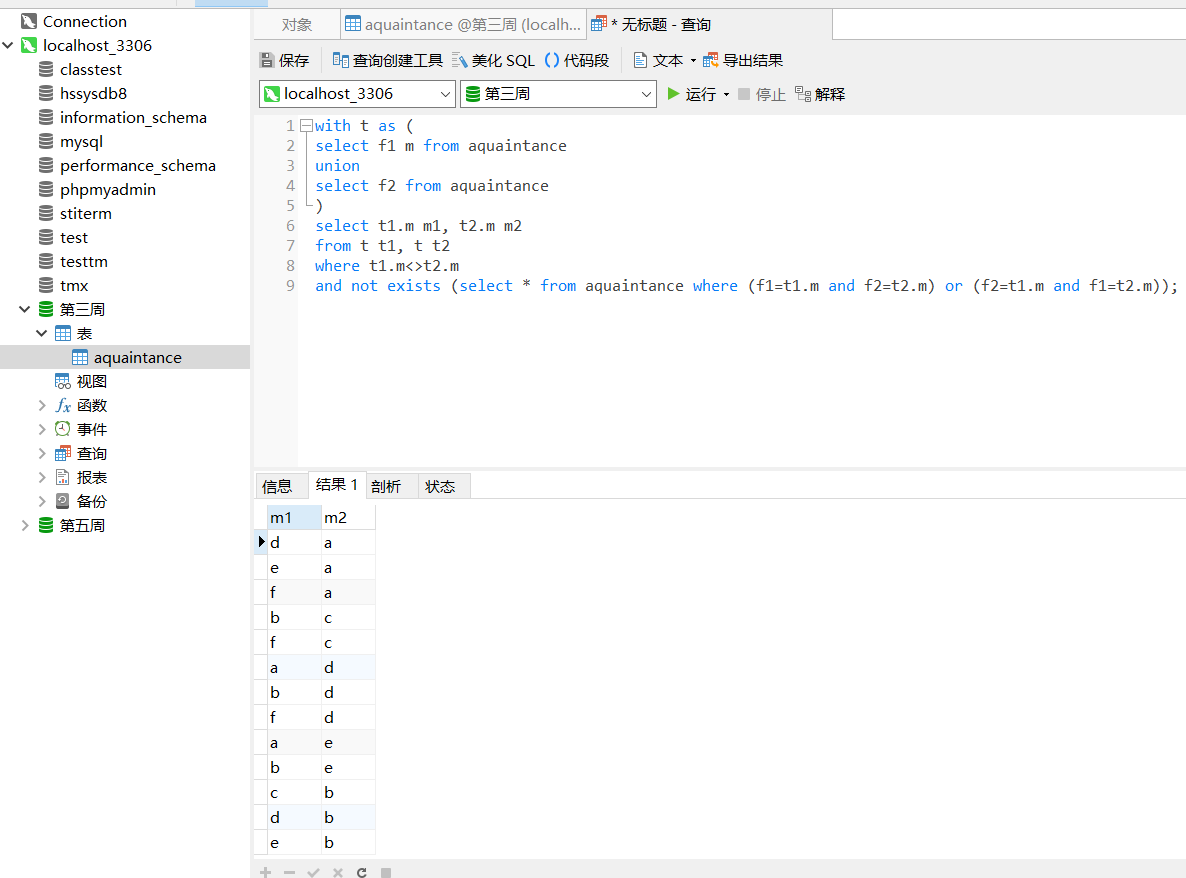 Connection
localhost_3306
classtest
hssysdb8
information_schema
mysql
performance_schema
phpmyadmin
stiterm
test
testtm
tmx
第三周
表
aquaintance
视图
函数
事件
查询
报表
备份
第五周
对象 aquaintance @第三周 (localh... * 无标题 - 查询
保存 查询创建工具 美化 SQL () 代码段 文本 导出结果
localhost_3306 第三周 运行 停止 解释
1 with t as (
2 select f1 m from aquaintance
3 union
4 select f2 from aquaintance
5 )
6 select t1.m m1, t2.m m2
7 from t t1, t t2
8 where t1.m<>t2.m
9 and not exists (select * from aquaintance where (f1=t1.m and f2=t2.m) or (f2=t1.m and f1=t2.m));
信息 结果 1 剖析 状态
m1 m2
d a
e a
f a
b c
f c
a d
b d
f d
a e
b e
c b
d b
e b